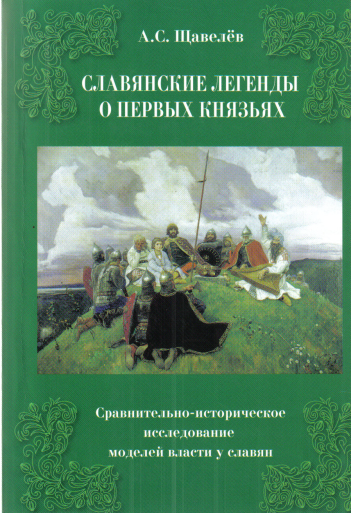 А.С. Щавелёв
СЛАВЯНСКИЕ ЛЕГЕНДЫ
О ПЕРВЫХ КНЯЗЬЯХ
Сравнительно-историческое
исследование
моделей власти у славян